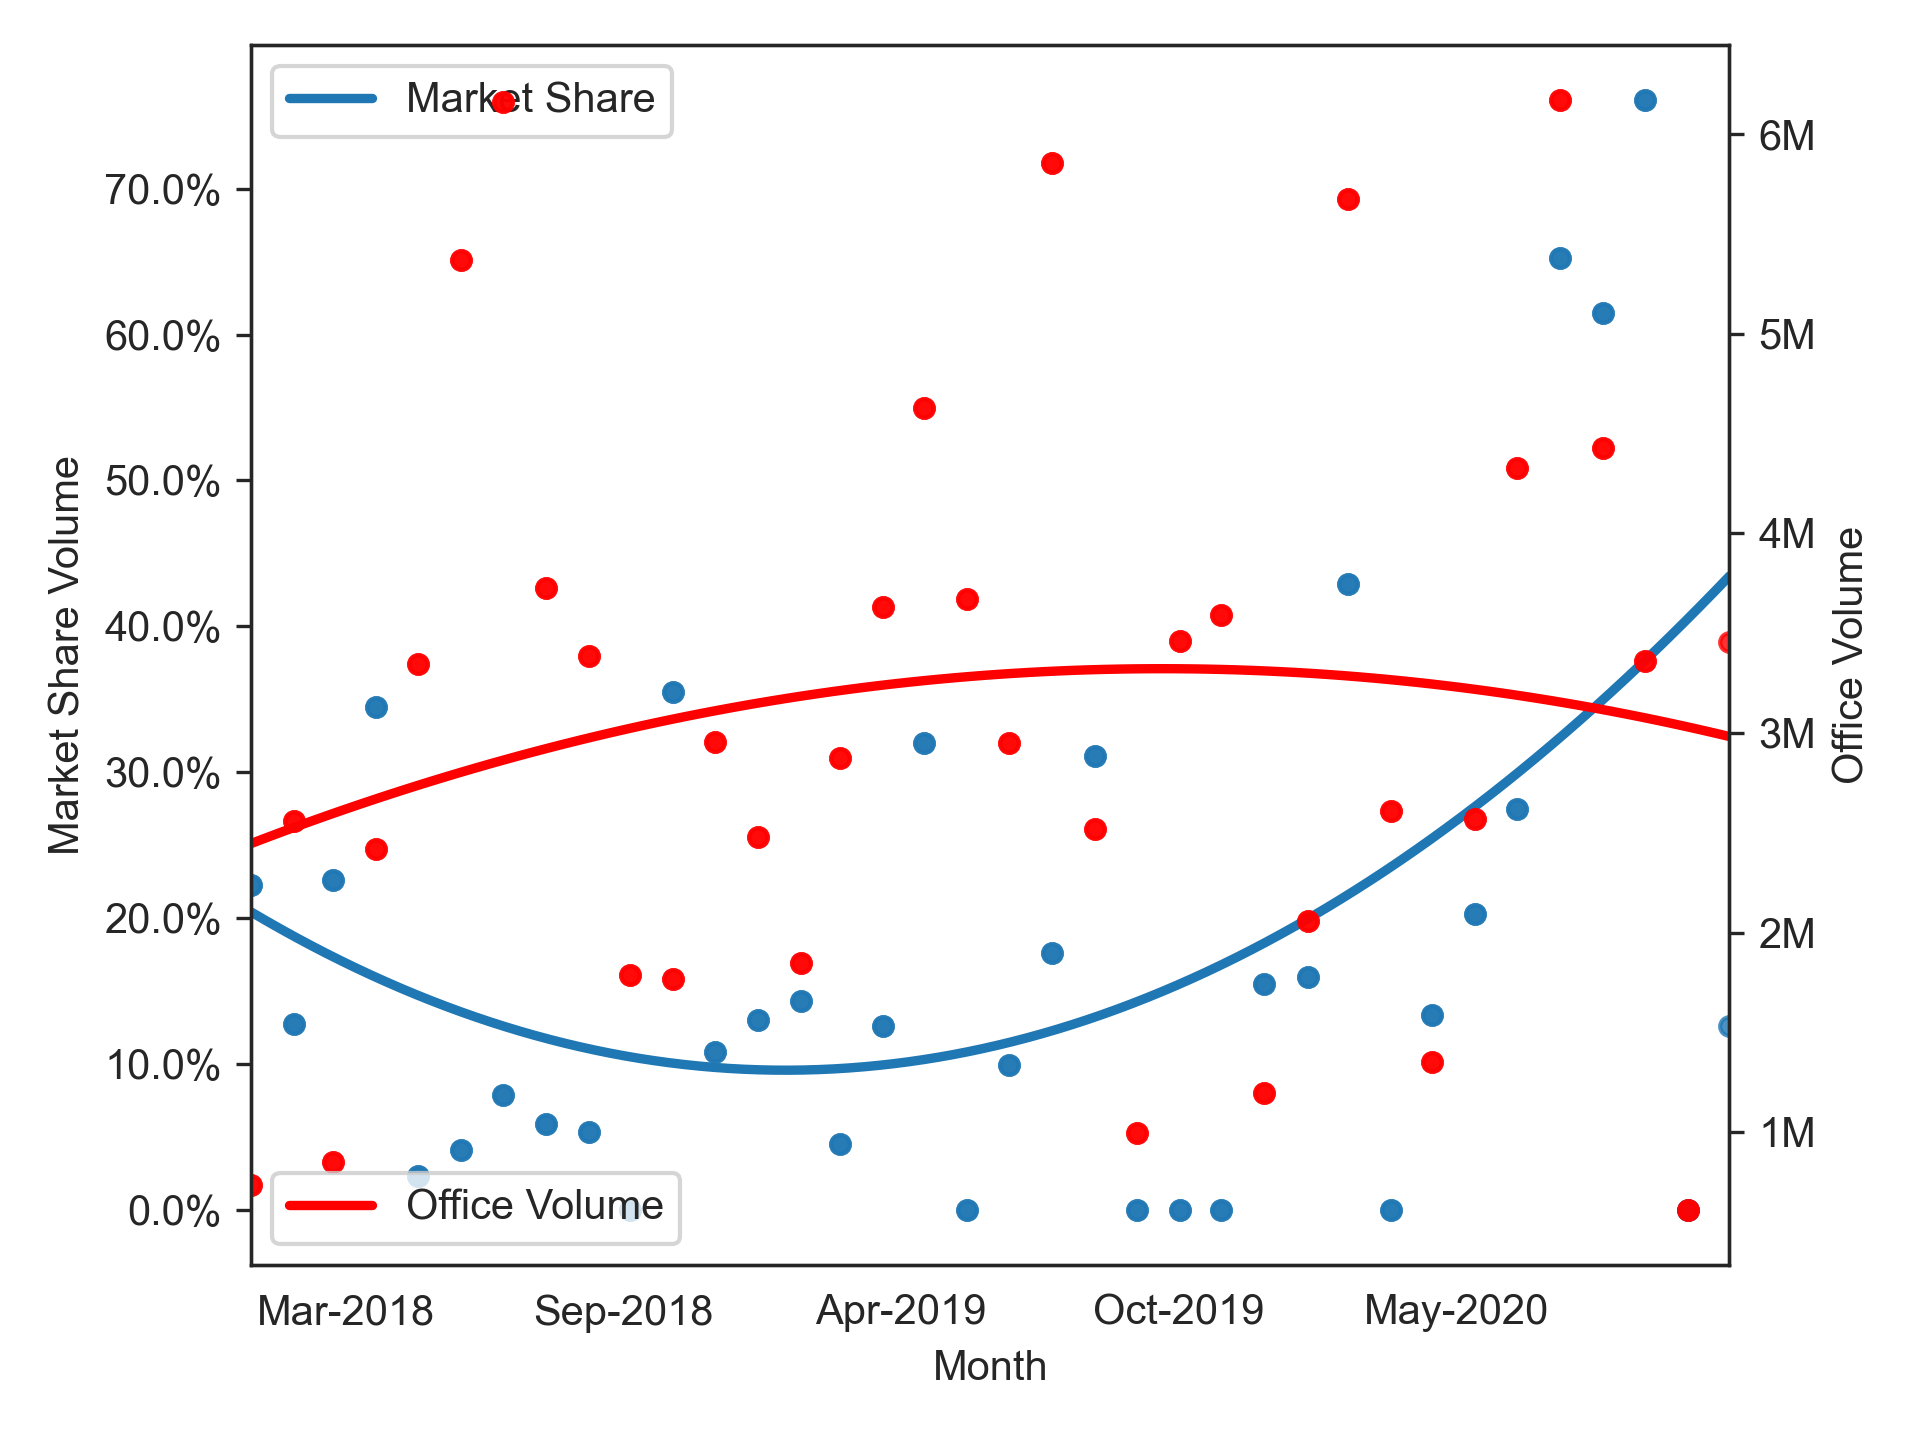 Market Share
70.0%
60.0%
50.0%
40.0%
30.0%
20.0%
10.0%
0.0%
Market Share Volume
6M
5M
4M
3M
2M
1M
Office Volume
Office Volume
Mar-2018
Sep-2018
Apr-2019
Oct-2019
May-2020
Month